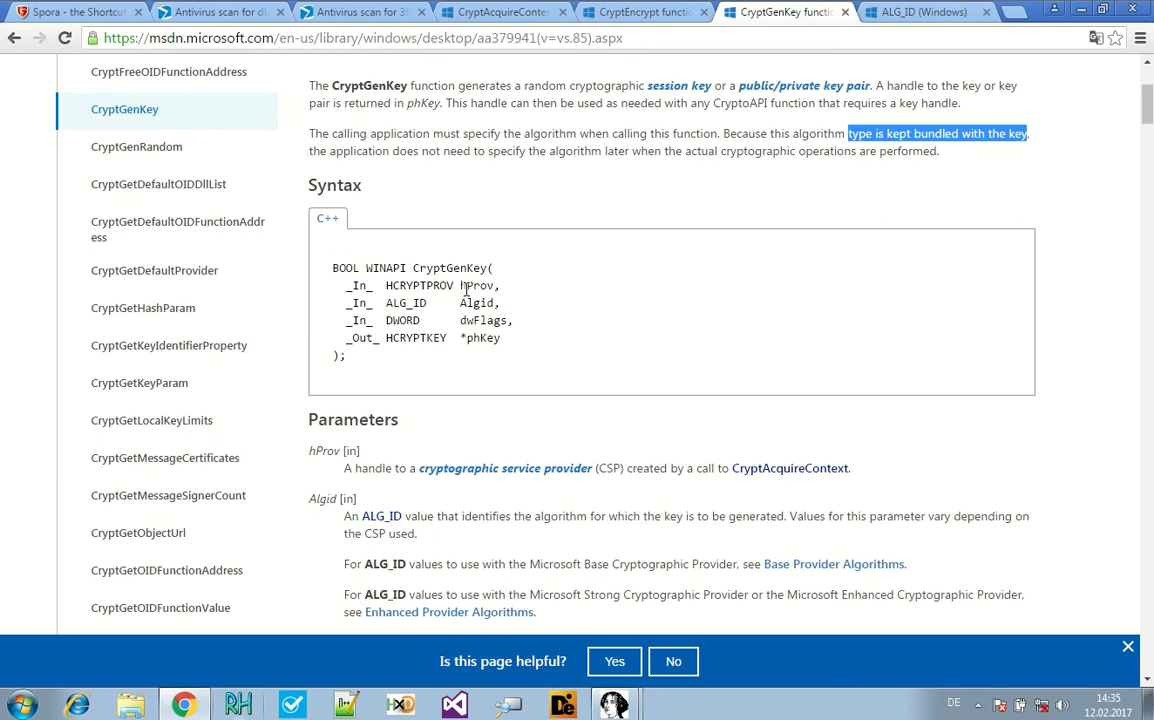 Spora - the Shortcut
Antivirus scan for db
Antivirus scan for 3f
CryptAcquireConte
CryptEncrypt functio
CryptGenKey functi
ALG_ID (Windows)
https://msdn.microsoft.com/en-us/library/windows/desktop/aa379941(v=vs.85).aspx
CryptFreeOIDFunctionAddress
CryptGenKey
CryptGenRandom
CryptGetDefaultOIDDllList
CryptGetDefaultOIDFunctionAddr
ess
CryptGetDefaultProvider
CryptGetHashParam
CryptGetKeyIdentifierProperty
CryptGetKeyParam
CryptGetLocalKeyLimits
CryptGetMessageCertificates
CryptGetMessageSignerCount
CryptGetObjectUrl
CryptGetOIDFunctionAddress
CryptGetOIDFunctionValue
The CryptGenKey function generates a random cryptographic session key or a public/private key pair. A handle to the key or key
pair is returned in phKey. This handle can then be used as needed with any CryptoAPI function that requires a key handle.
The calling application must specify the algorithm when calling this function. Because this algorithm type is kept bundled with the key,
the application does not need to specify the algorithm later when the actual cryptographic operations are performed.
Syntax
C++
BOOL WINAPI CryptGenKey(
_In_ HCRYPTPROV hProv,
_In_ ALG_ID Algid,
_In_ DWORD dwFlags,
_Out_ HCRYPTKEY *phKey
);
Parameters
hProv [in]
A handle to a cryptographic service provider (CSP) created by a call to CryptAcquireContext.
Algid [in]
An ALG_ID value that identifies the algorithm for which the key is to be generated. Values for this parameter vary depending on
the CSP used.
For ALG_ID values to use with the Microsoft Base Cryptographic Provider, see Base Provider Algorithms.
For ALG_ID values to use with the Microsoft Strong Cryptographic Provider or the Microsoft Enhanced Cryptographic Provider,
see Enhanced Provider Algorithms.
Is this page helpful?
Yes
No
RH
De
DE
14:35
12.02.2017